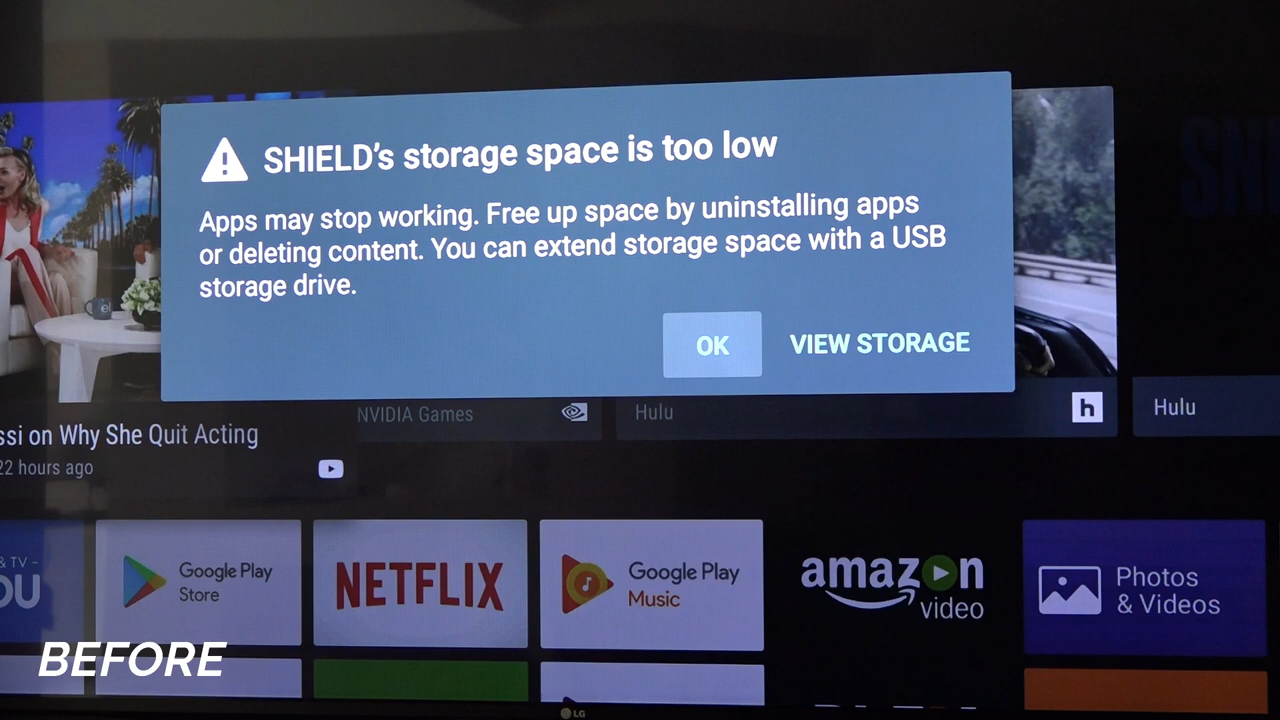 SHIELD's storage space is too low
Apps may stop working. Free up space by uninstalling apps
or deleting content. You can extend storage space with a USB
storage drive.
OK
VIEW STORAGE
NVIDIA Games
Hulu
h
Hulu
ssi on Why She Quit Acting
22 hours ago
& TV -
OU
Google Play
Store
NETFLIX
Google Play
Music
amazon
video
Photos
& Videos
BEFORE
LG